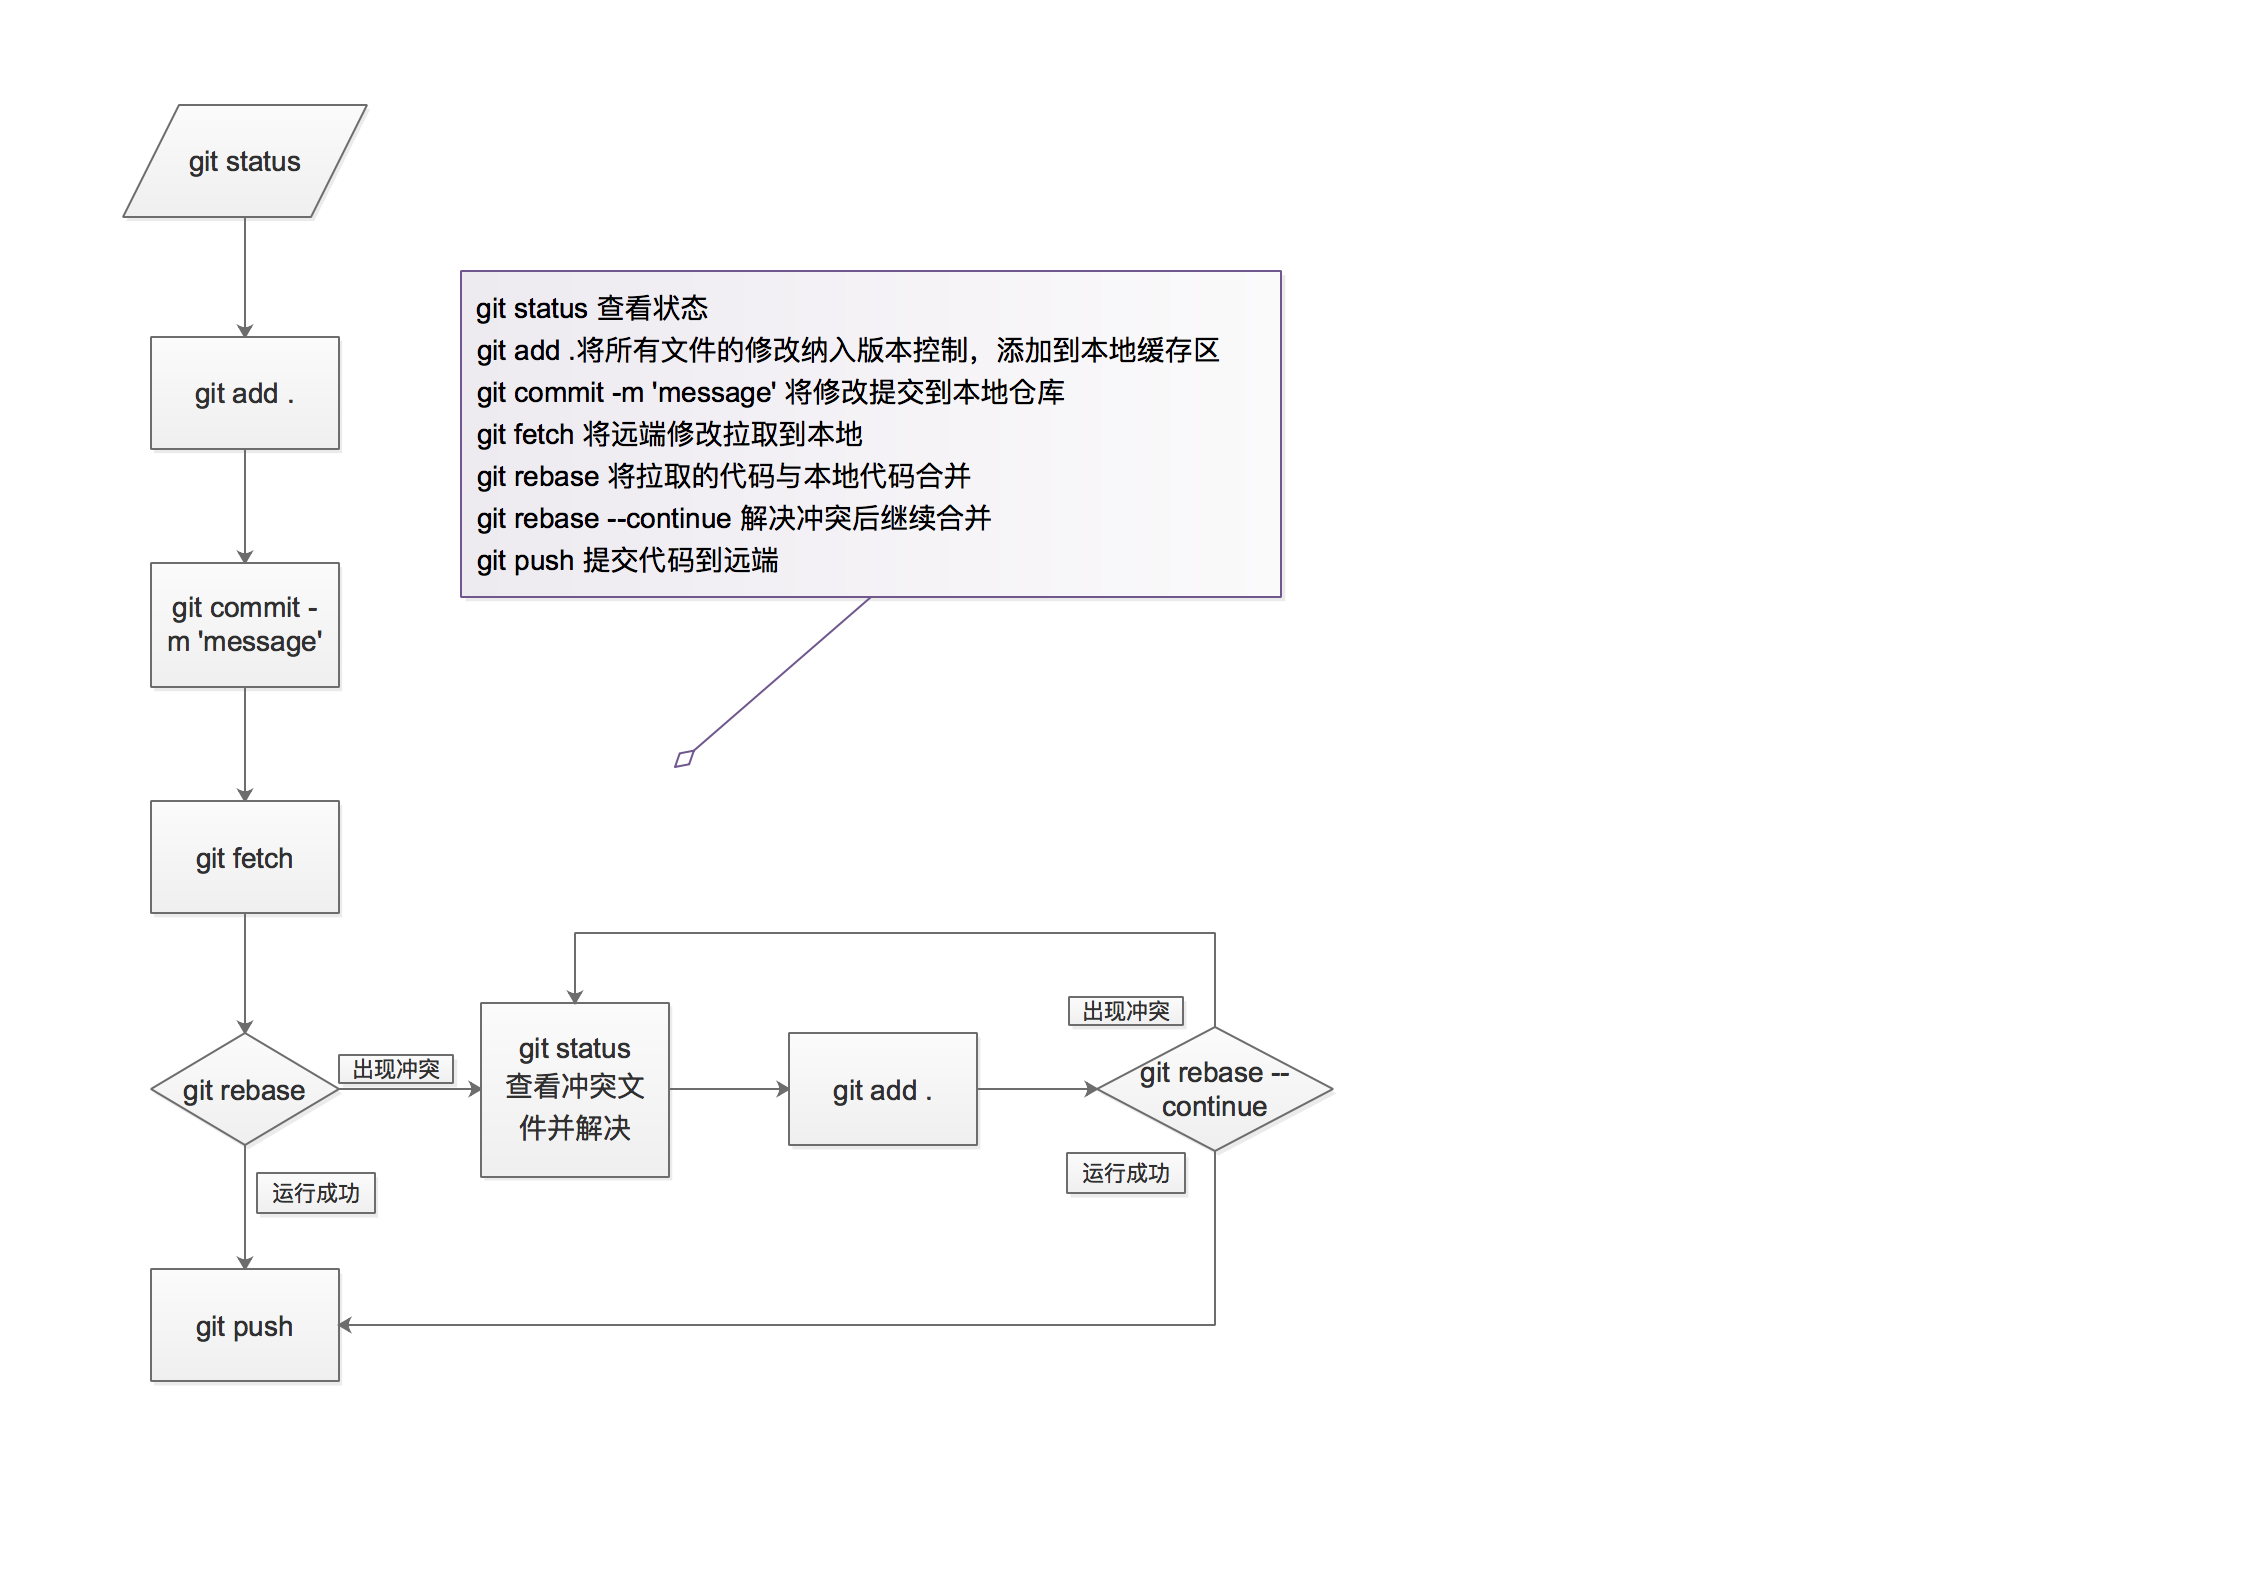 git status
git status 查看状态
git add .将所有文件的修改纳入版本控制，添加到本地缓存区
git commit -m 'message' 将修改提交到本地仓库
git fetch 将远端修改拉取到本地
git rebase 将拉取的代码与本地代码合并
git rebase --continue 解决冲突后继续合并
git push 提交代码到远端
git add .
git commit -
m 'message'
git fetch
git rebase
出现冲突
git status
查看冲突文
件并解决
git add .
出现冲突
git rebase --
continue
运行成功
运行成功
git push